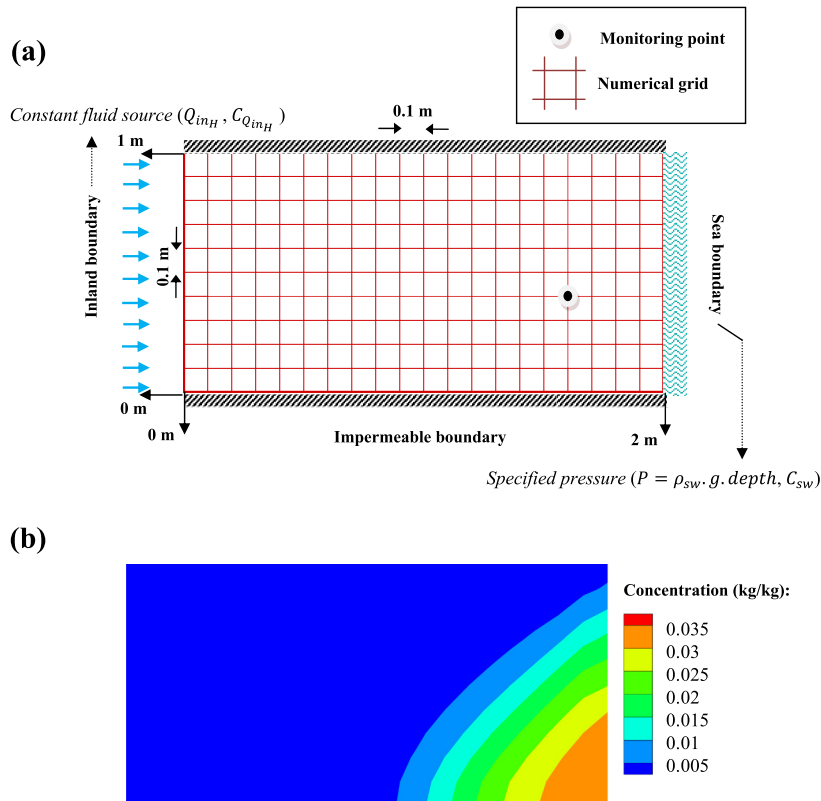 Monitoring point
Numerical grid
(a)
Constant fluid source (Q_{in_H}, C_{Q_{in_H}})
0.1 m
1 m
Inland boundary
0.1 m
Sea boundary
0 m
0 m
Impermeable boundary
2 m
Specified pressure (P = ρ_{sw}.g.depth, C_{sw})
(b)
Concentration (kg/kg):
0.035
0.03
0.025
0.02
0.015
0.01
0.005